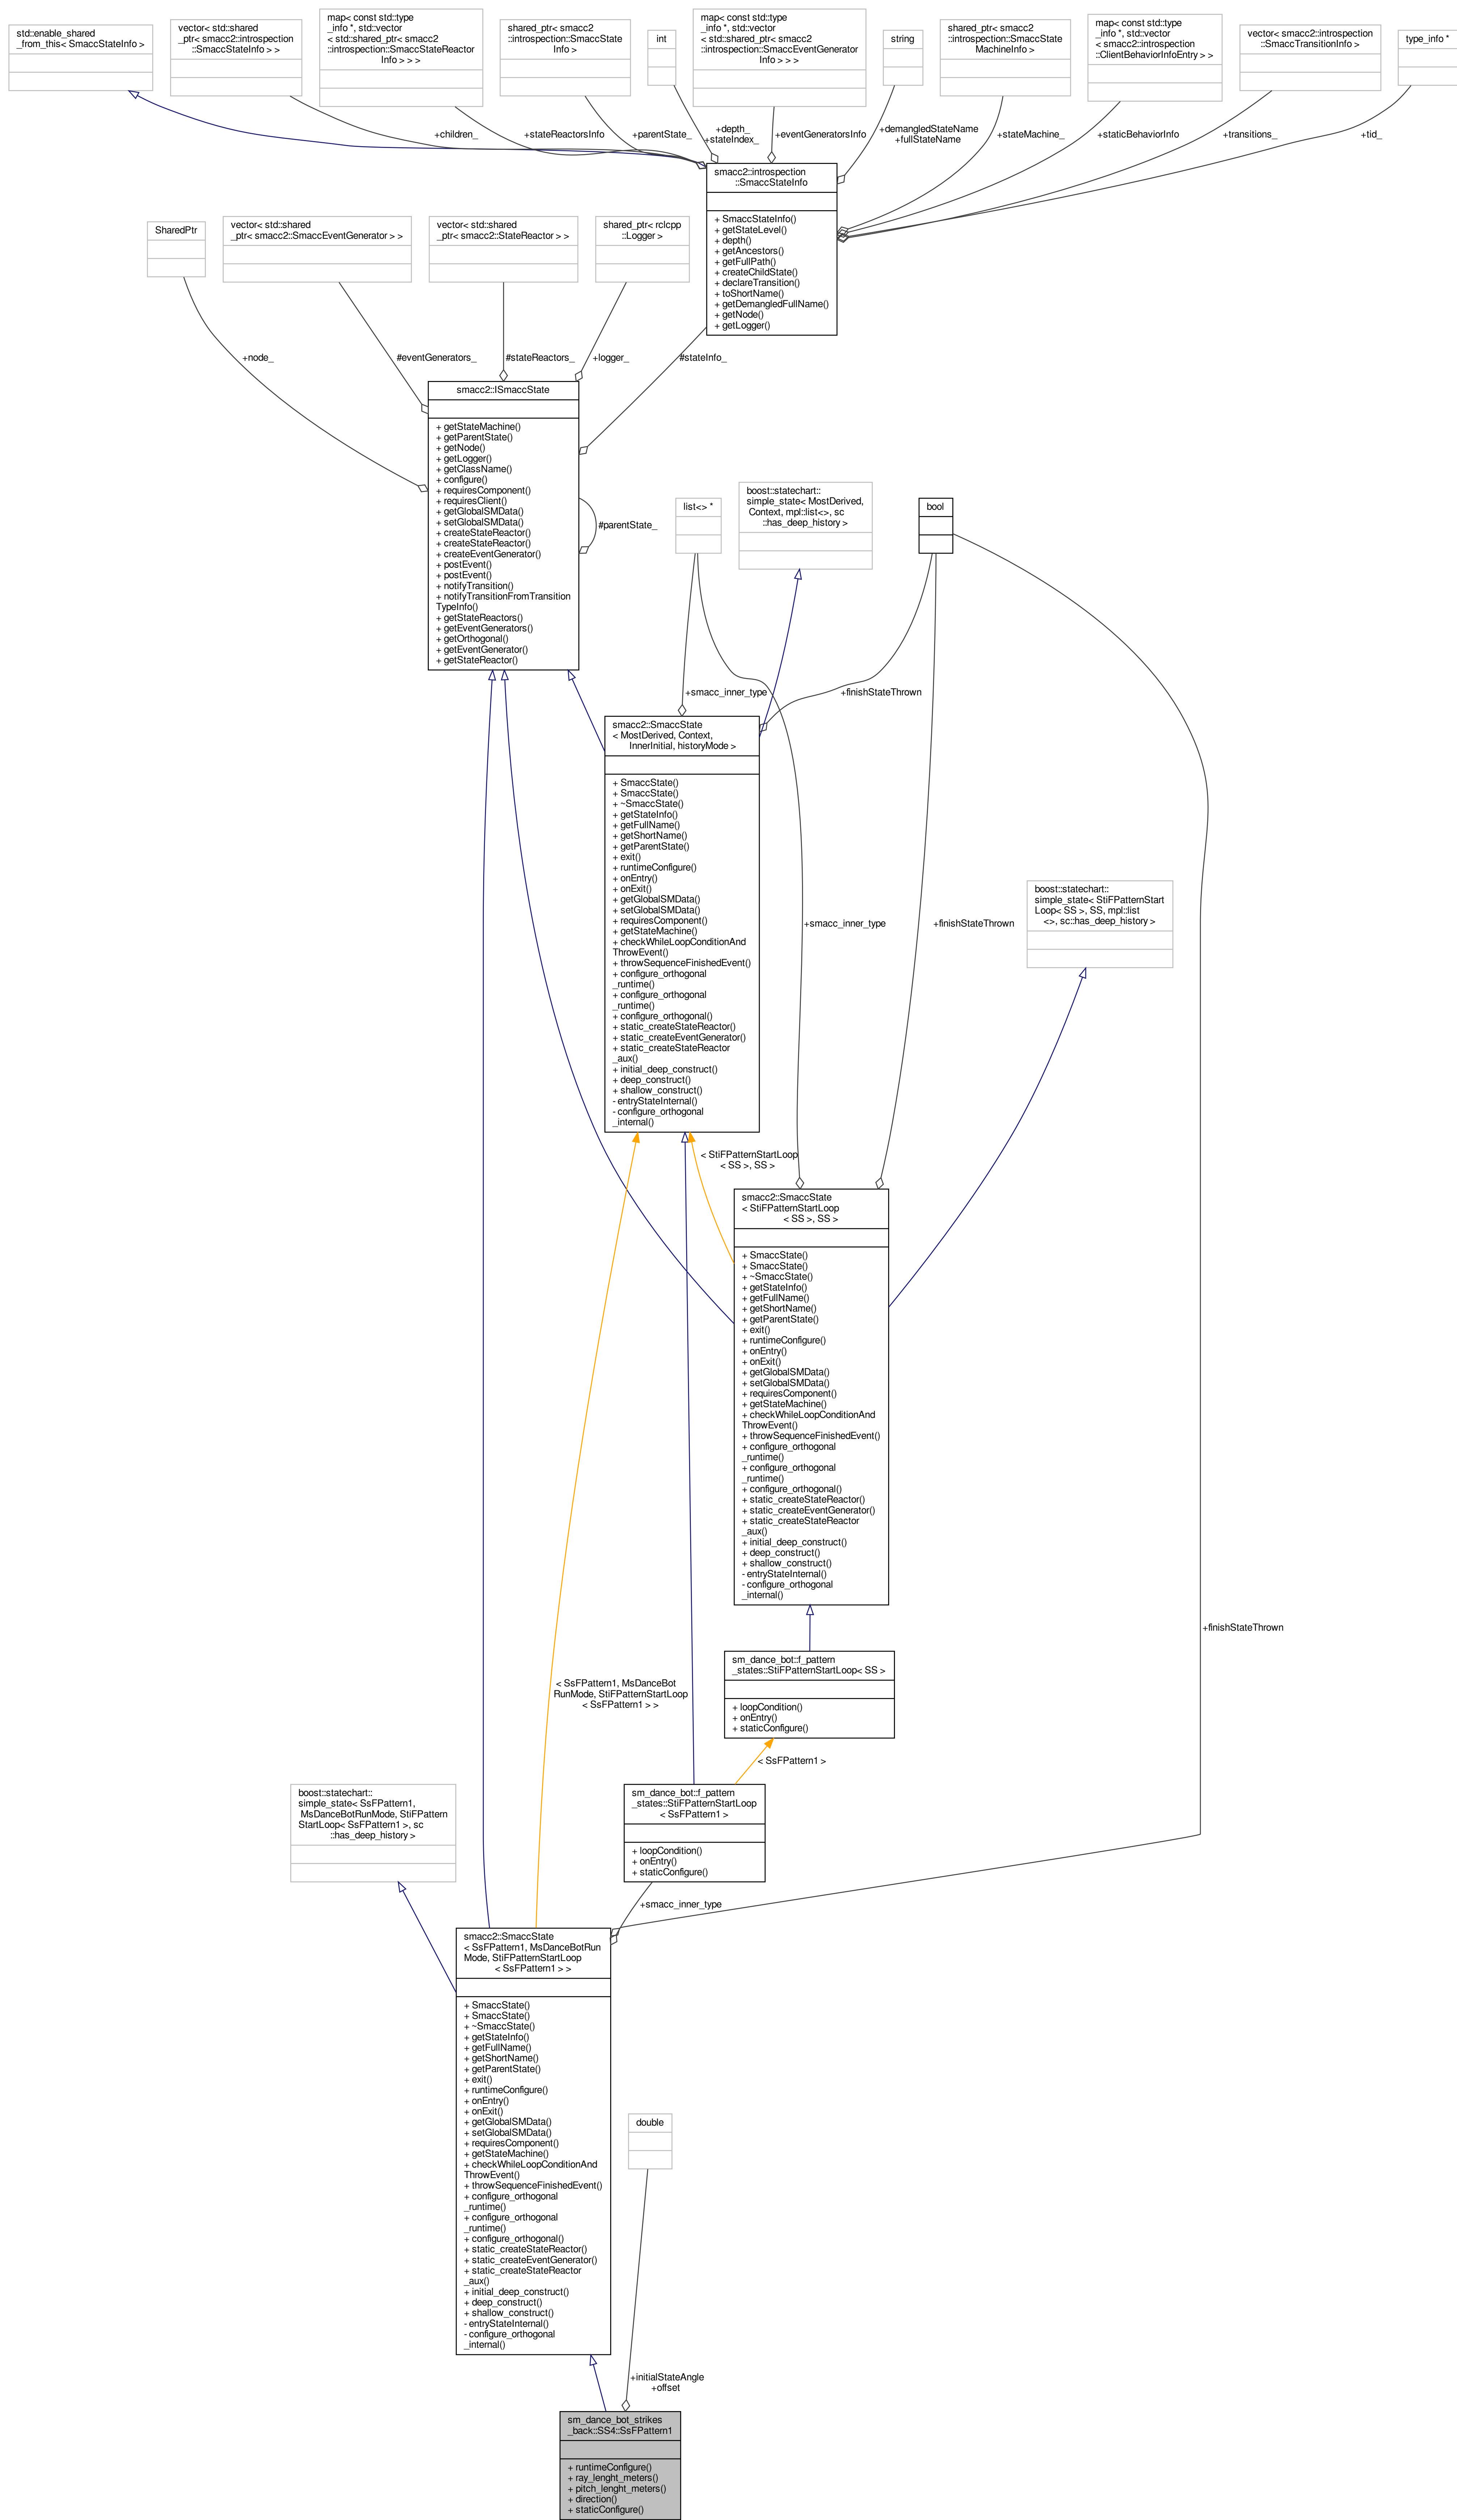 std::enable_shared
_from_this< SmaccStateInfo >
vector< std::shared
_ptr< smacc2::introspection
::SmaccStateInfo > >
map< const std::type
_info *, std::vector
< std::shared_ptr< smacc2
::introspection::SmaccStateReactor
Info > > >
shared_ptr< smacc2
::introspection::SmaccState
Info >
int
map< const std::type
_info *, std::vector
< std::shared_ptr< smacc2
::introspection::SmaccEventGenerator
Info > > >
string
shared_ptr< smacc2
::introspection::SmaccState
MachineInfo >
map< const std::type
_info *, std::vector
< smacc2::introspection
::ClientBehaviorInfoEntry > >
vector< smacc2::introspection
::SmaccTransitionInfo >
type_info *
+children_
+stateReactorsInfo
+parentState_
+depth_
+stateIndex_
+eventGeneratorsInfo
+demangledStateName
+fullStateName
+stateMachine_
+staticBehaviorInfo
+transitions_
+tid_
smacc2::introspection
::SmaccStateInfo
+ SmaccStateInfo()
+ getStateLevel()
+ depth()
+ getAncestors()
+ getFullPath()
+ createChildState()
+ declareTransition()
+ toShortName()
+ getDemangledFullName()
+ getNode()
+ getLogger()
SharedPtr
vector< std::shared
_ptr< smacc2::SmaccEventGenerator > >
vector< std::shared
_ptr< smacc2::StateReactor > >
shared_ptr< rclcpp
::Logger >
+node_
#eventGenerators_
#stateReactors_
+logger_
#stateInfo_
smacc2::ISmaccState
+ getStateMachine()
+ getParentState()
+ getNode()
+ getLogger()
+ getClassName()
+ configure()
+ requiresComponent()
+ requiresClient()
+ getGlobalSMData()
+ setGlobalSMData()
+ createStateReactor()
+ createStateReactor()
+ createEventGenerator()
+ postEvent()
+ postEvent()
+ notifyTransition()
+ notifyTransitionFromTransition
TypeInfo()
+ getStateReactors()
+ getEventGenerators()
+ getOrthogonal()
+ getEventGenerator()
+ getStateReactor()
#parentState_
list<> *
boost::statechart::
simple_state< MostDerived,
Context, mpl::list<>, sc
::has_deep_history >
bool
+smacc_inner_type
+finishStateThrown
smacc2::SmaccState
< MostDerived, Context,
InnerInitial, historyMode >
+ SmaccState()
+ SmaccState()
+ ~SmaccState()
+ getStateInfo()
+ getFullName()
+ getShortName()
+ getParentState()
+ exit()
+ runtimeConfigure()
+ onEntry()
+ onExit()
+ getGlobalSMData()
+ setGlobalSMData()
+ requiresComponent()
+ getStateMachine()
+ checkWhileLoopConditionAnd
ThrowEvent()
+ throwSequenceFinishedEvent()
+ configure_orthogonal
_runtime()
+ configure_orthogonal
_runtime()
+ configure_orthogonal()
+ static_createStateReactor()
+ static_createEventGenerator()
+ static_createStateReactor
_aux()
+ initial_deep_construct()
+ deep_construct()
+ shallow_construct()
- entryStateInternal()
- configure_orthogonal
_internal()
boost::statechart::
simple_state< StiFPatternStart
Loop< SS >, SS, mpl::list
<>, sc::has_deep_history >
+smacc_inner_type
+finishStateThrown
< StiFPatternStartLoop
< SS >, SS >
smacc2::SmaccState
< StiFPatternStartLoop
< SS >, SS >
+ SmaccState()
+ SmaccState()
+ ~SmaccState()
+ getStateInfo()
+ getFullName()
+ getShortName()
+ getParentState()
+ exit()
+ runtimeConfigure()
+ onEntry()
+ onExit()
+ getGlobalSMData()
+ setGlobalSMData()
+ requiresComponent()
+ getStateMachine()
+ checkWhileLoopConditionAnd
ThrowEvent()
+ throwSequenceFinishedEvent()
+ configure_orthogonal
_runtime()
+ configure_orthogonal
_runtime()
+ configure_orthogonal()
+ static_createStateReactor()
+ static_createEventGenerator()
+ static_createStateReactor
_aux()
+ initial_deep_construct()
+ deep_construct()
+ shallow_construct()
- entryStateInternal()
- configure_orthogonal
_internal()
+finishStateThrown
sm_dance_bot::f_pattern
_states::StiFPatternStartLoop< SS >
+ loopCondition()
+ onEntry()
+ staticConfigure()
< SsFPattern1, MsDanceBot
RunMode, StiFPatternStartLoop
< SsFPattern1 > >
< SsFPattern1 >
boost::statechart::
simple_state< SsFPattern1,
MsDanceBotRunMode, StiFPattern
StartLoop< SsFPattern1 >, sc
::has_deep_history >
sm_dance_bot::f_pattern
_states::StiFPatternStartLoop
< SsFPattern1 >
+ loopCondition()
+ onEntry()
+ staticConfigure()
+smacc_inner_type
smacc2::SmaccState
< SsFPattern1, MsDanceBotRun
Mode, StiFPatternStartLoop
< SsFPattern1 > >
+ SmaccState()
+ SmaccState()
+ ~SmaccState()
+ getStateInfo()
+ getFullName()
+ getShortName()
+ getParentState()
+ exit()
+ runtimeConfigure()
+ onEntry()
+ onExit()
+ getGlobalSMData()
+ setGlobalSMData()
+ requiresComponent()
+ getStateMachine()
+ checkWhileLoopConditionAnd
ThrowEvent()
+ throwSequenceFinishedEvent()
+ configure_orthogonal
_runtime()
+ configure_orthogonal
_runtime()
+ configure_orthogonal()
+ static_createStateReactor()
+ static_createEventGenerator()
+ static_createStateReactor
_aux()
+ initial_deep_construct()
+ deep_construct()
+ shallow_construct()
- entryStateInternal()
- configure_orthogonal
_internal()
double
+initialStateAngle
+offset
sm_dance_bot_strikes
_back::SS4::SsFPattern1
+ runtimeConfigure()
+ ray_lenght_meters()
+ pitch_lenght_meters()
+ direction()
+ staticConfigure()